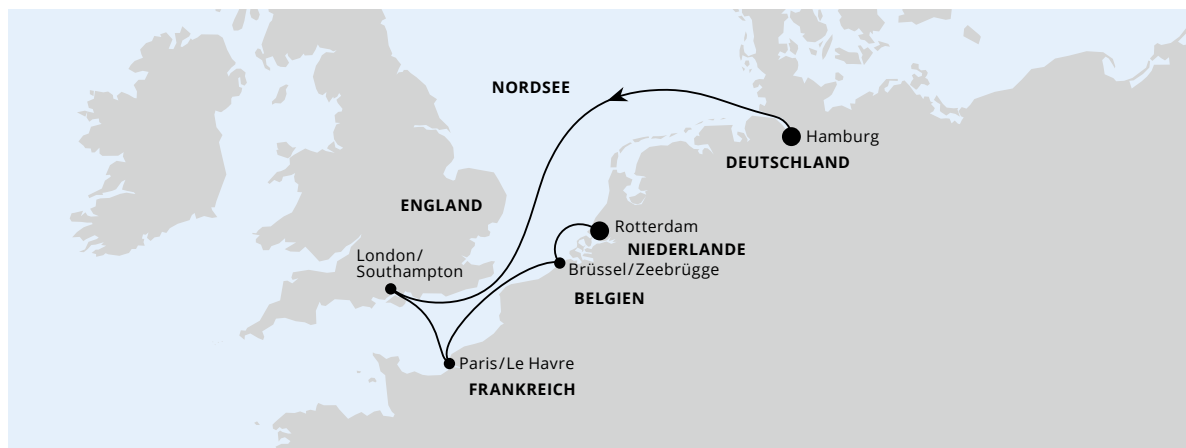 NORDSEE
Hamburg
DEUTSCHLAND
ENGLAND
Rotterdam
NIEDERLANDE
London/
Southampton
Brüssel/Zeebrügge
BELGIEN
Paris/Le Havre
FRANKREICH